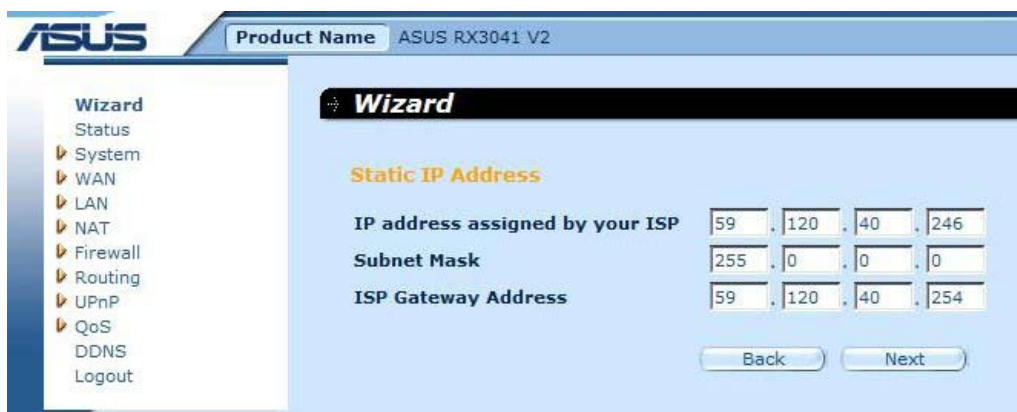 ASUS
Product Name ASUS RX3041 V2
Wizard
Status
System
WAN
LAN
NAT
Firewall
Routing
UPnP
QoS
DDNS
Logout
Wizard
Static IP Address
IP address assigned by your ISP 59 . 120 . 40 . 246
Subnet Mask 255 . 0 . 0 . 0
ISP Gateway Address 59 . 120 . 40 . 254
Back Next